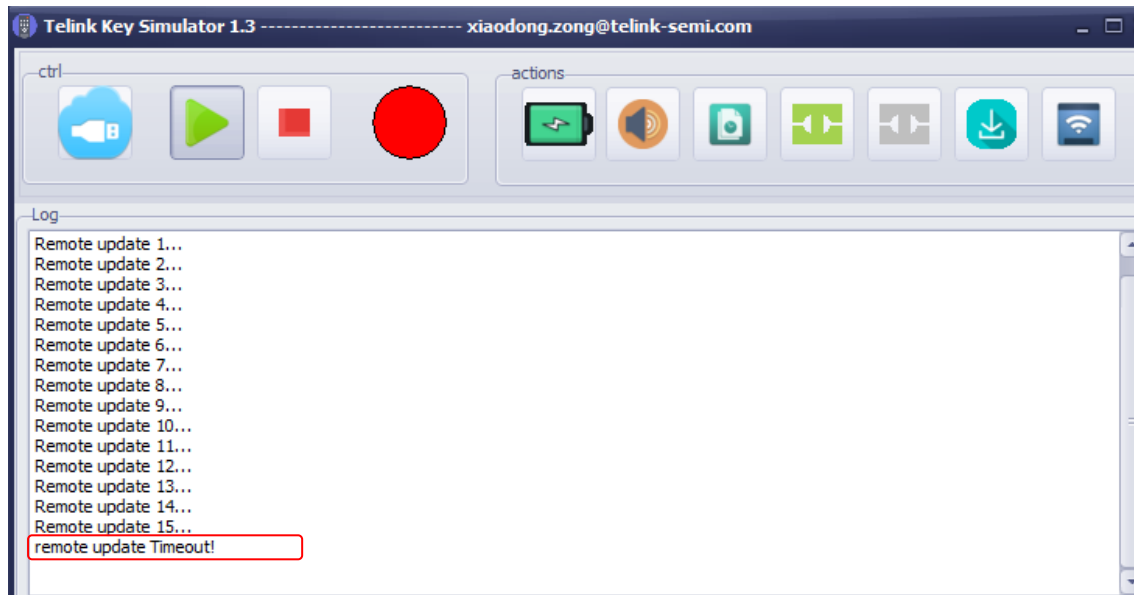 Telink Key Simulator 1.3 -------------------------- xiaodong.zong@telink-semi.com
ctrl
actions
Log
Remote update 1...
Remote update 2...
Remote update 3...
Remote update 4...
Remote update 5...
Remote update 6...
Remote update 7...
Remote update 8...
Remote update 9...
Remote update 10...
Remote update 11...
Remote update 12...
Remote update 13...
Remote update 14...
Remote update 15...
remote update Timeout!